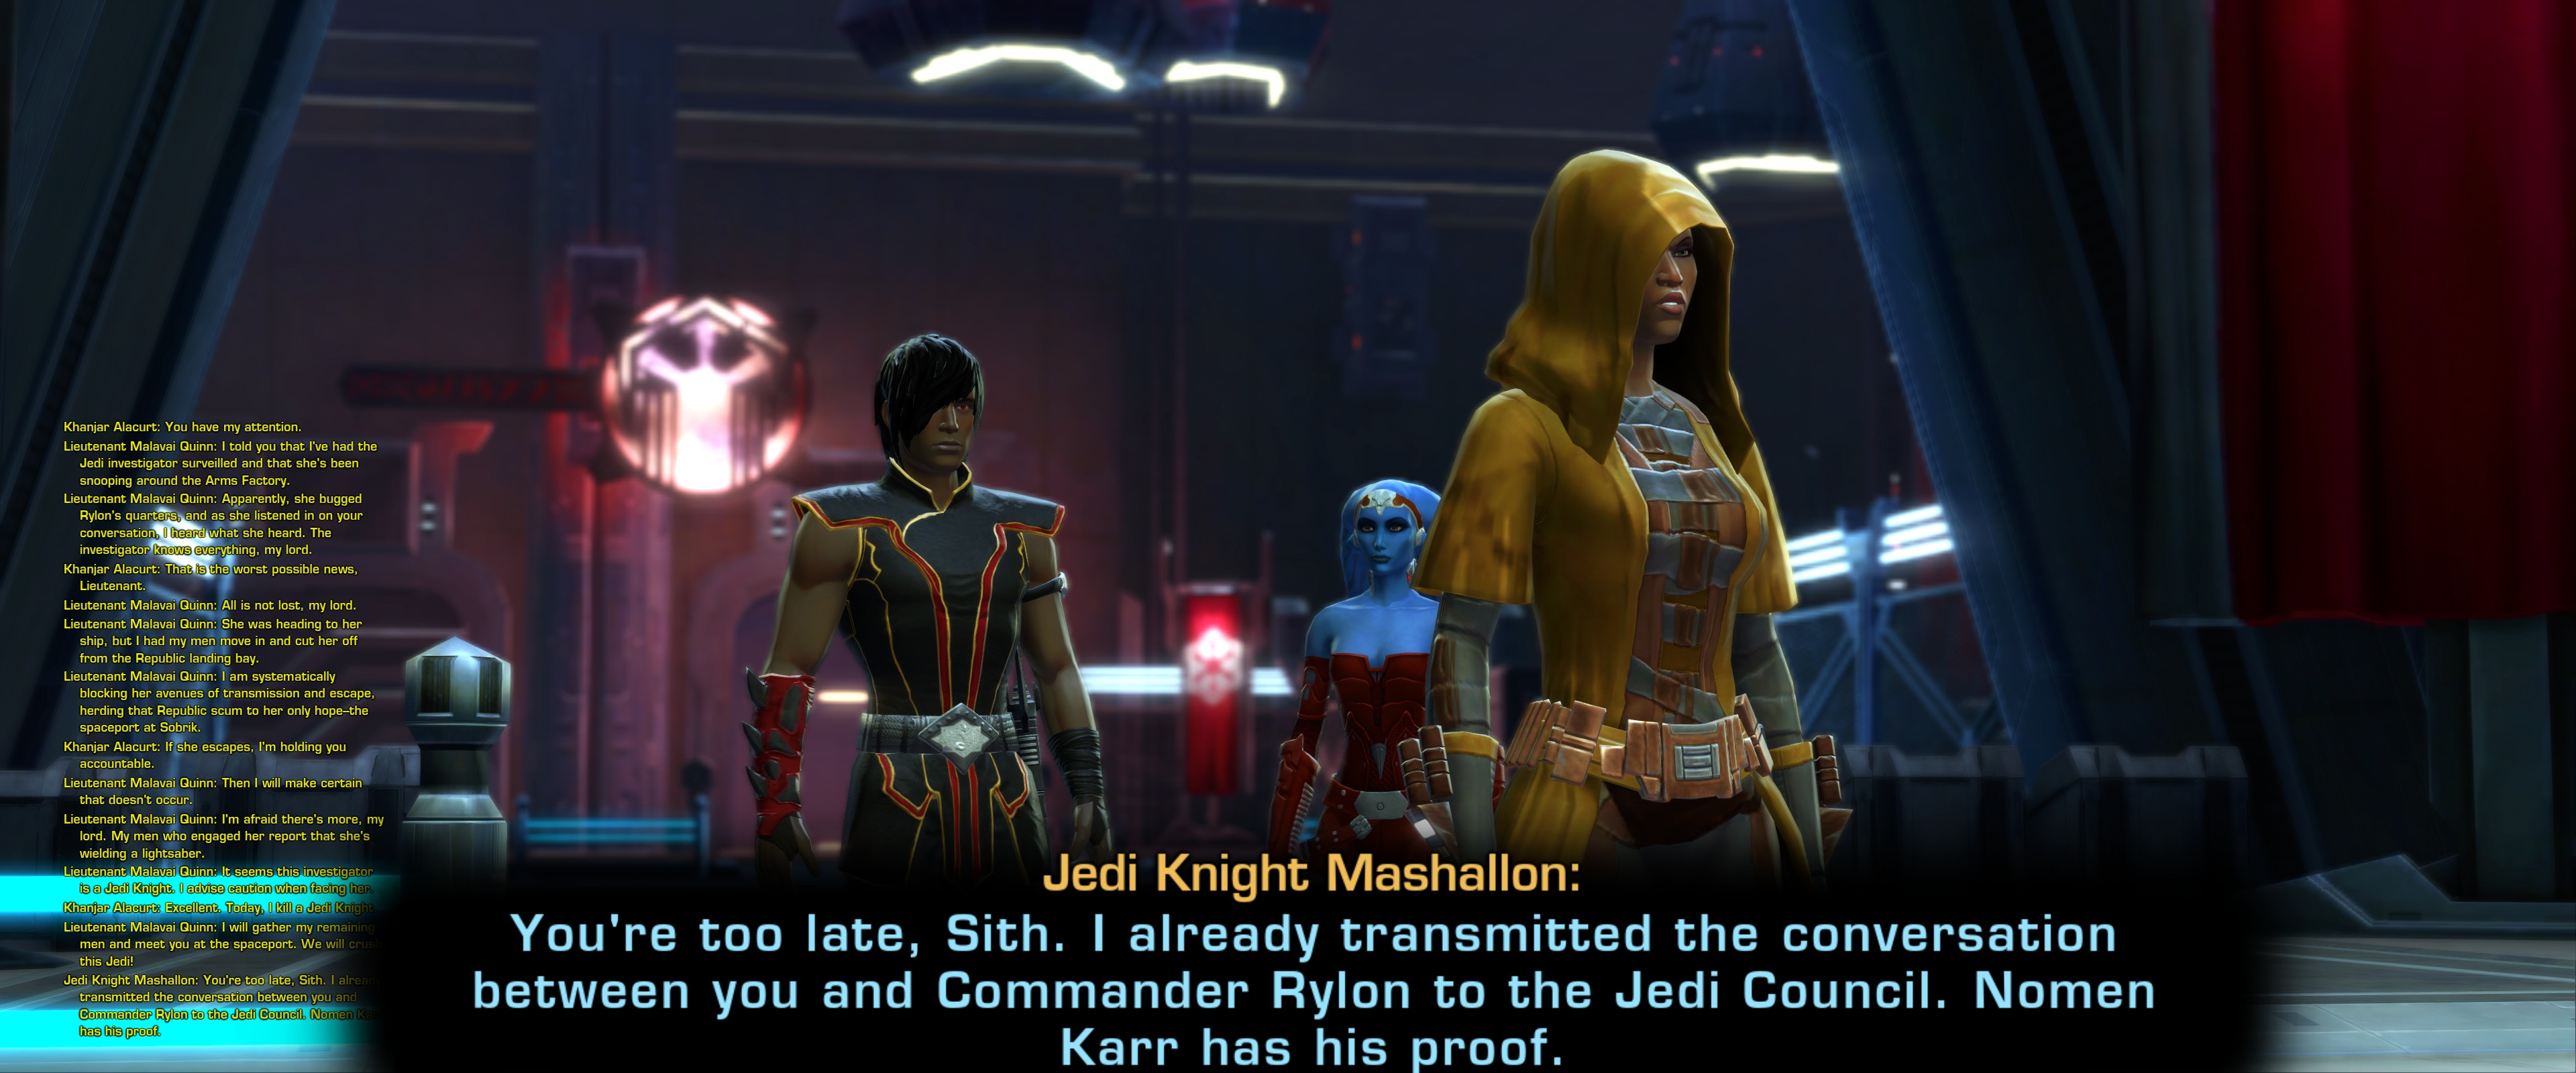 Khanjar Alacurt: You have my attention.
Lieutenant Malavai Quinn: I told you that I've had the
Jedi investigator surveilled and that she's been
snooping around the Arms Factory.
Lieutenant Malavai Quinn: Apparently, she bugged
Rylon's quarters, and as she listened in on your
conversation, I heard what she heard. The
investigator knows everything, my lord.
Khanjar Alacurt: That is the worst possible news,
Lieutenant.
Lieutenant Malavai Quinn: All is not lost, my lord.
Lieutenant Malavai Quinn: She was heading to her
ship, but I had my men move in and cut her off
from the Republic landing bay.
Lieutenant Malavai Quinn: I am systematically
blocking her avenues of transmission and escape,
herding that Republic scum to her only hope–the
spaceport at Sobrik.
Khanjar Alacurt: If she escapes, I'm holding you
accountable.
Lieutenant Malavai Quinn: Then I will make certain
that doesn't occur.
Lieutenant Malavai Quinn: I'm afraid there's more, my
lord. My men who engaged her report that she's
wielding a lightsaber.
Lieutenant Malavai Quinn: It seems this investigator
is a Jedi Knight. I advise caution when facing her.
Khanjar Alacurt: Excellent. Today, I kill a Jedi Knight.
Lieutenant Malavai Quinn: I will gather my remaining
men and meet you at the spaceport. We will crush
this Jedi!
Jedi Knight Mashallon: You're too late, Sith. I already
transmitted the conversation between you and
Commander Rylon to the Jedi Council. Nomen Karr
has his proof.
Jedi Knight Mashallon:
You're too late, Sith. I already transmitted the conversation
between you and Commander Rylon to the Jedi Council. Nomen
Karr has his proof.